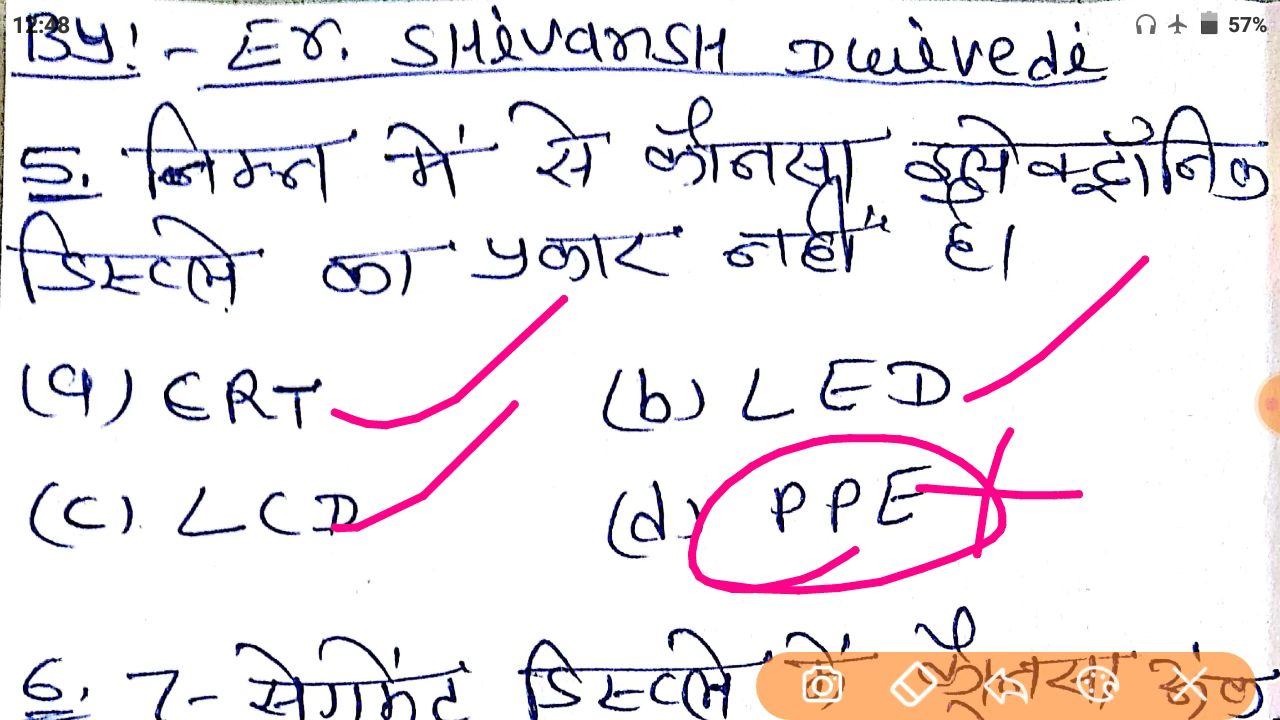 12:48
57%
By:- Er. SHivansH Dwivedi
5. निम्न में से कौनसा इलेक्ट्रॉनिक
डिस्प्ले का प्रकार नहीं है।
(a) CRT (b) LED
(c) LCD (d) PPE
6. 7- सेगमेंट डिस्प्ले में कौनसा